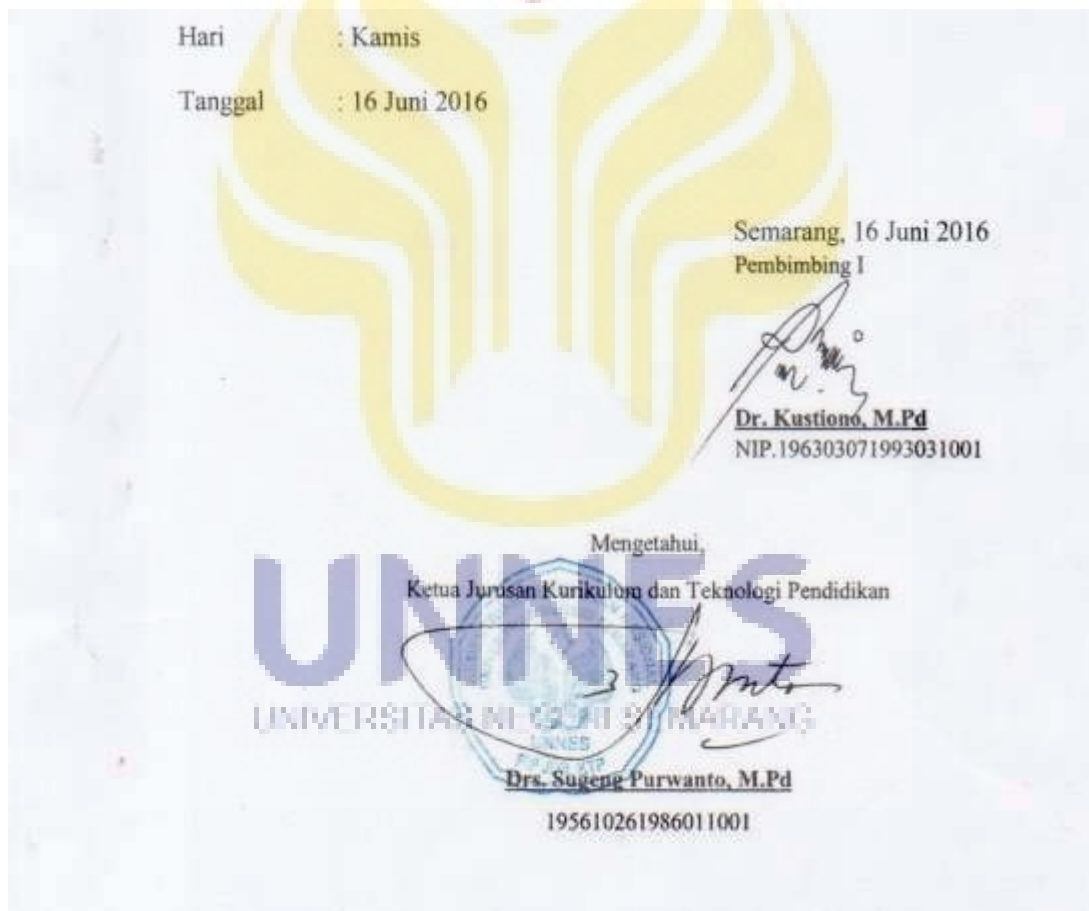 Hari : Kamis
Tanggal : 16 Juni 2016
Semarang, 16 Juni 2016
Pembimbing I
Dr. Kustiono, M.Pd
NIP.196303071993031001
Mengetahui,
Ketua Jurusan Kurikulum dan Teknologi Pendidikan
UNNES
UNIVERSITAS NEGERI SEMARANG
UNNES
Drs. Sugeng Purwanto, M.Pd
195610261986011001